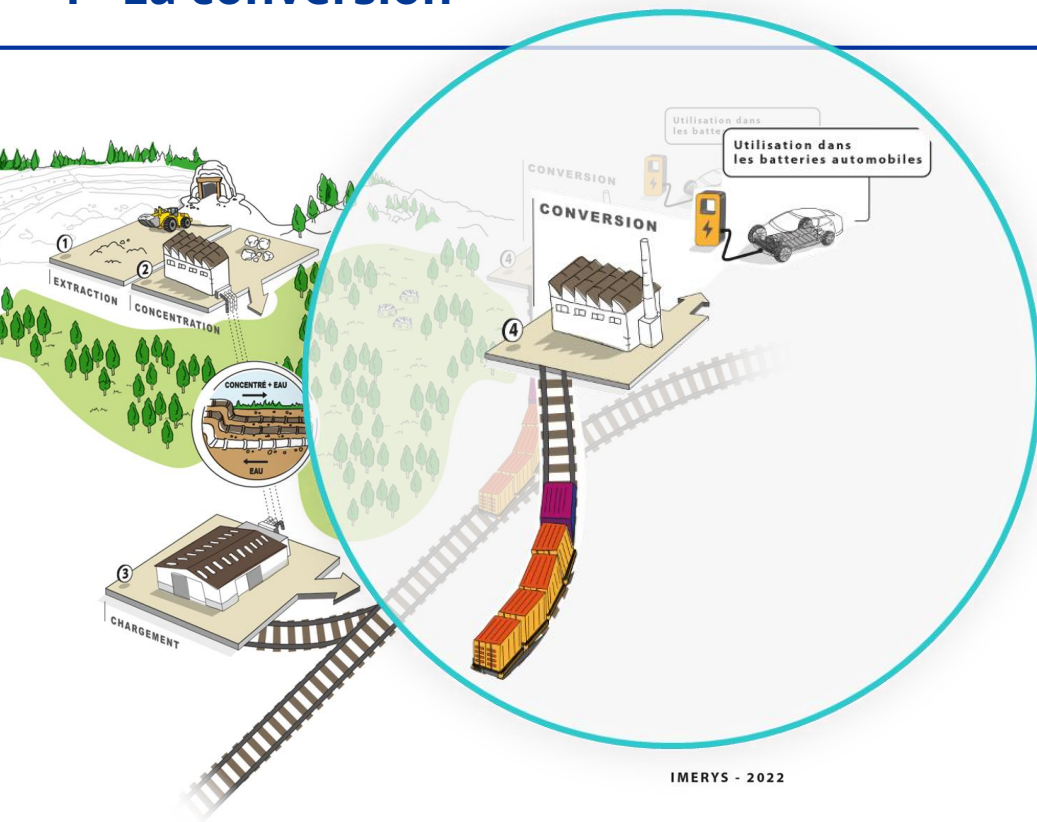 La conversion
Utilisation dans
les batte
Utilisation dans
les batteries automobiles
CONVERSION
CONVERSION
1
2
4
4
EXTRACTION
CONCENTRATION
CONCENTRÉ + EAU
EAU
3
CHARGEMENT
IMERYS - 2022